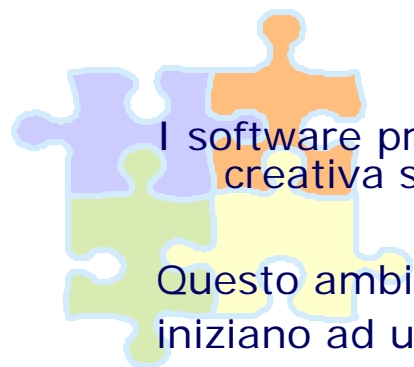 I software pr
creativa s
Questo ambi
iniziano ad u